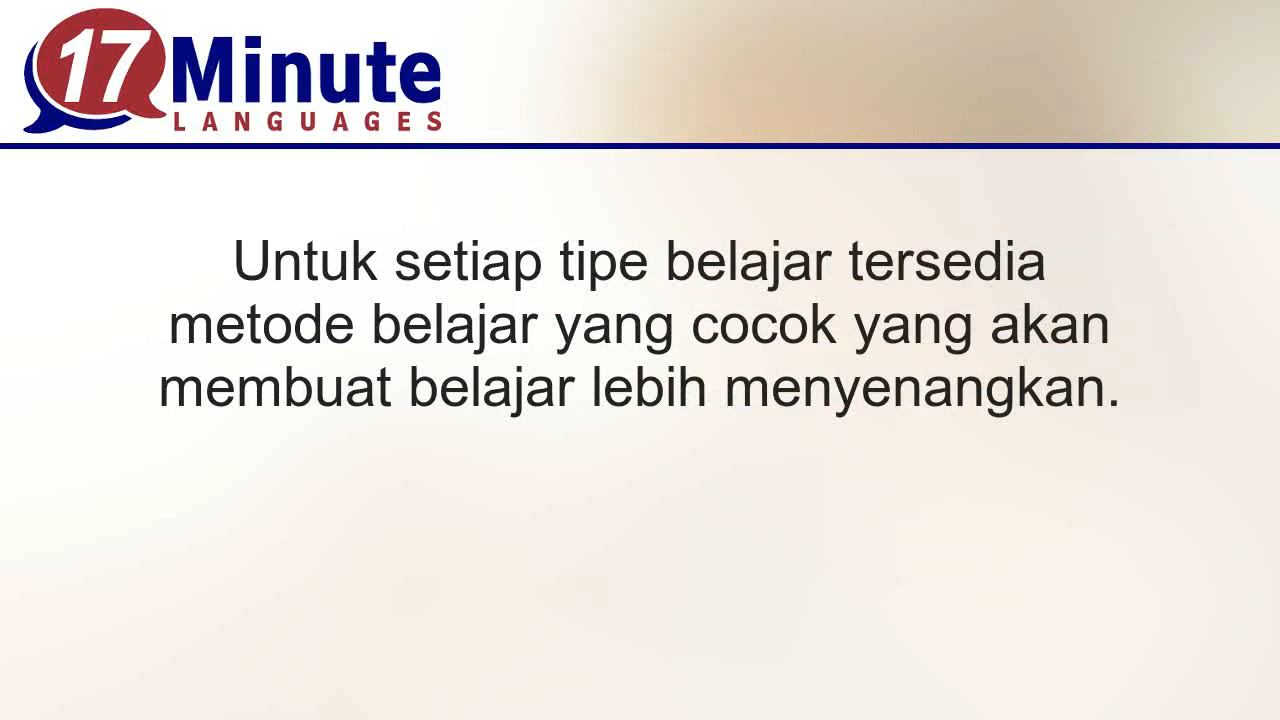 17 Minute
LANGUAGES
Untuk setiap tipe belajar tersedia
metode belajar yang cocok yang akan
membuat belajar lebih menyenangkan.